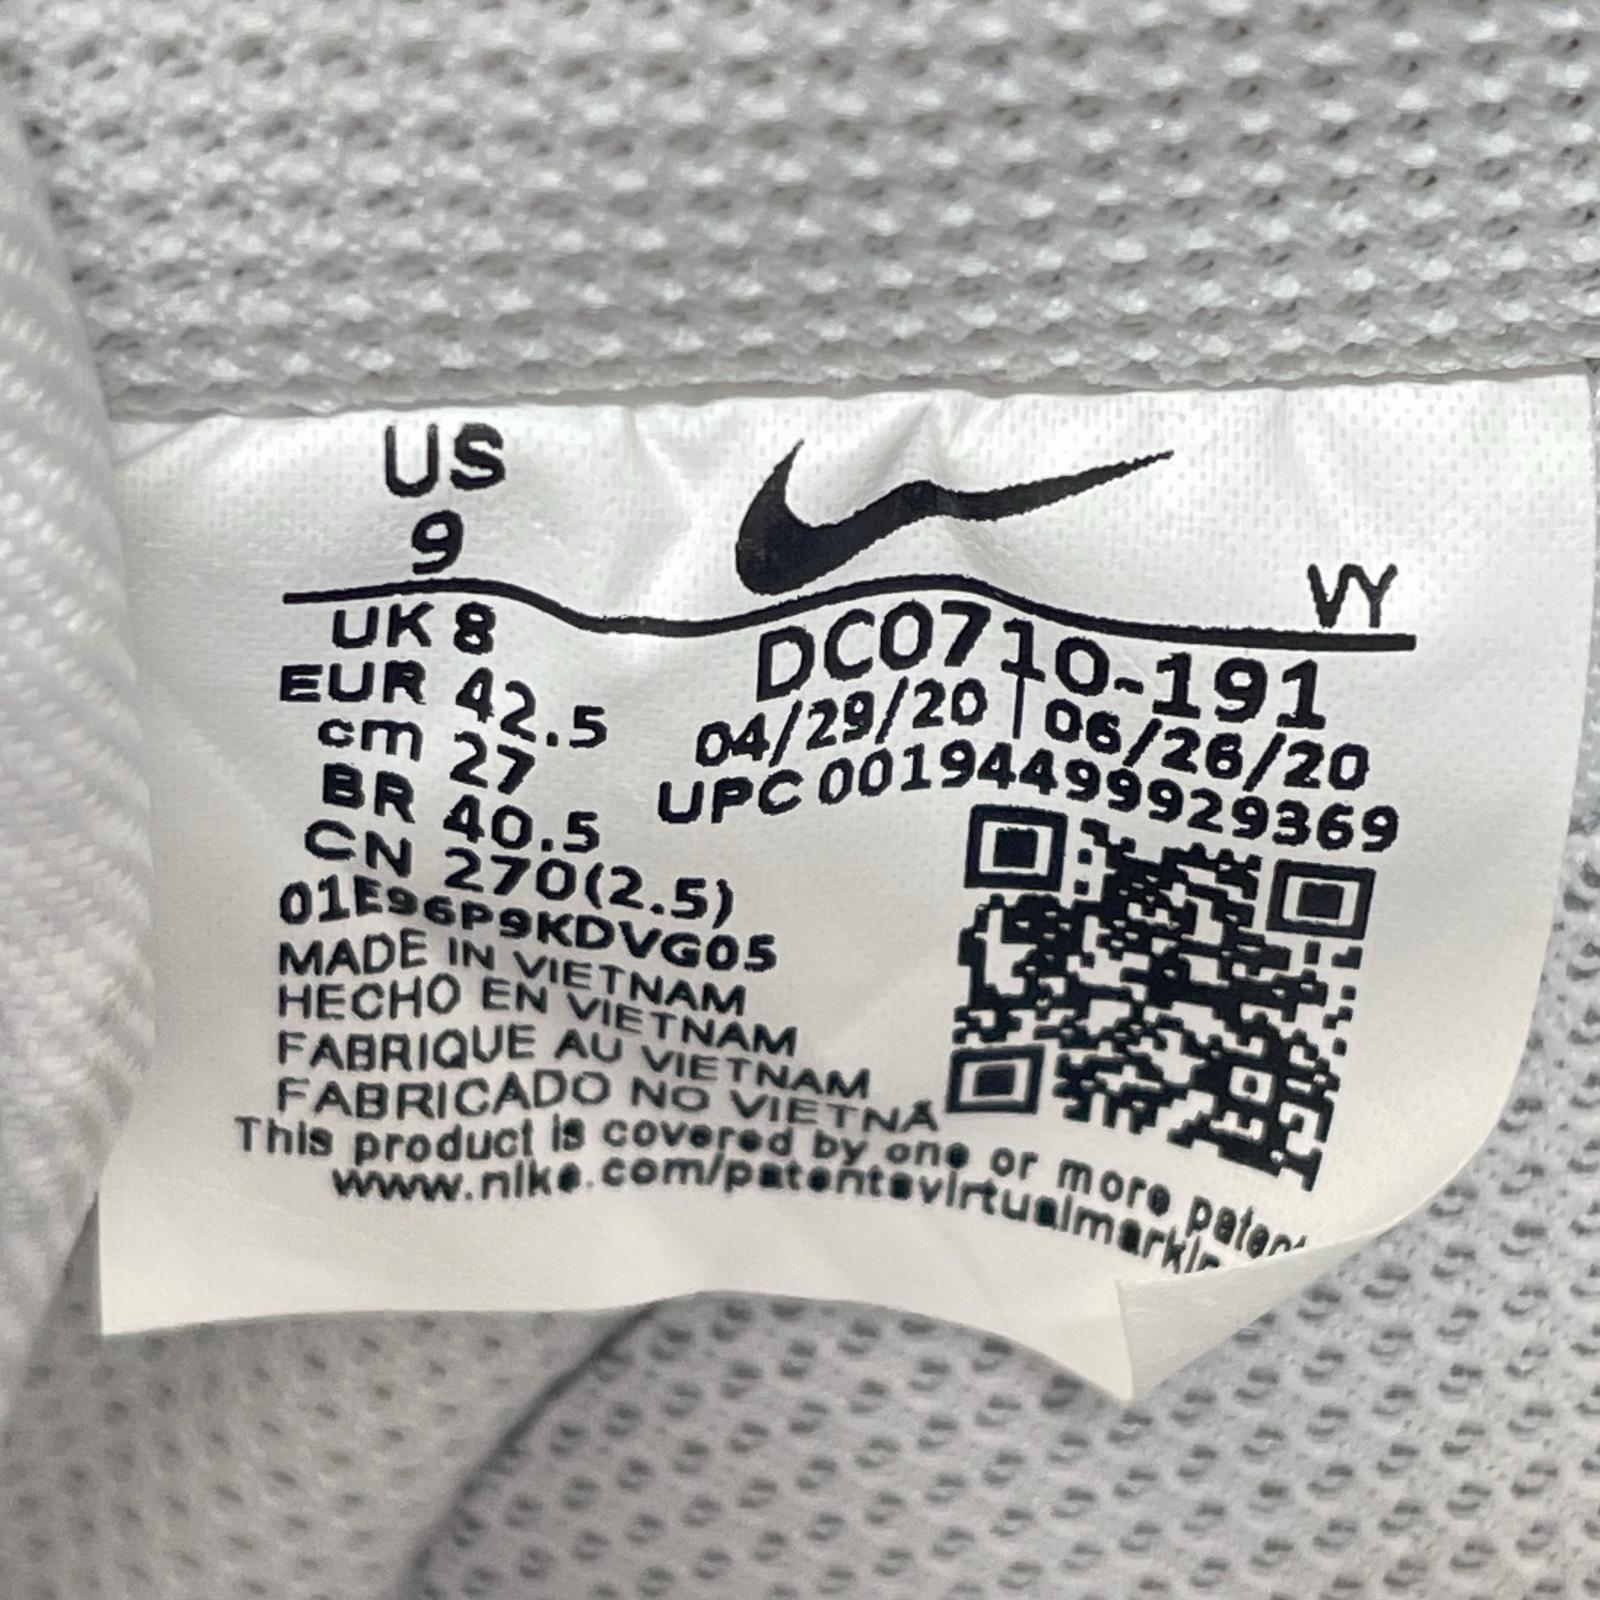 US
9
VY
UK 8
EUR 42.5
cm 27
BR 40.5
CN 270(2.5)
DC0710-191
04/29/20 | 06/26/20
UPC 00194499929369
01E96P9KDVG05
MADE IN VIETNAM
HECHO EN VIETNAM
FABRIQUE AU VIETNAM
FABRICADO NO VIETNÃ
This product is covered by one or more
www.nike.com/patentsvirtualmarkin